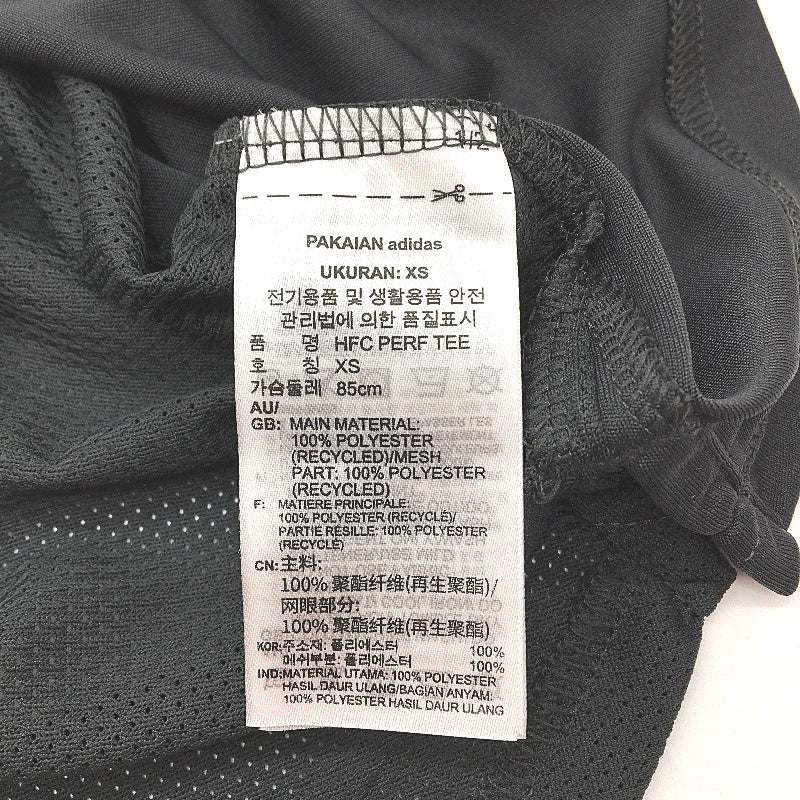 1/2
PAKAIAN adidas
UKURAN: XS
전기용품 및 생활용품 안전
관리법에 의한 품질표시
품 명 HFC PERF TEE
호 칭 XS
가슴둘레 85cm
AU/
GB: MAIN MATERIAL:
100% POLYESTER
(RECYCLED)/MESH
PART: 100% POLYESTER
(RECYCLED)
F: MATIERE PRINCIPALE:
100% POLYESTER (RECYCLÉ)/
PARTIE RÉSILLE: 100% POLYESTER
(RECYCLÉ)
CN: 主料:
100% 聚酯纤维(再生聚酯)/
网眼部分:
100% 聚酯纤维(再生聚酯)
KOR: 주소재: 폴리에스터 100%
메쉬부분: 폴리에스터 100%
IND: MATERIAL UTAMA: 100% POLYESTER
HASIL DAUR ULANG/BAGIAN ANYAM:
100% POLYESTER HASIL DAUR ULANG